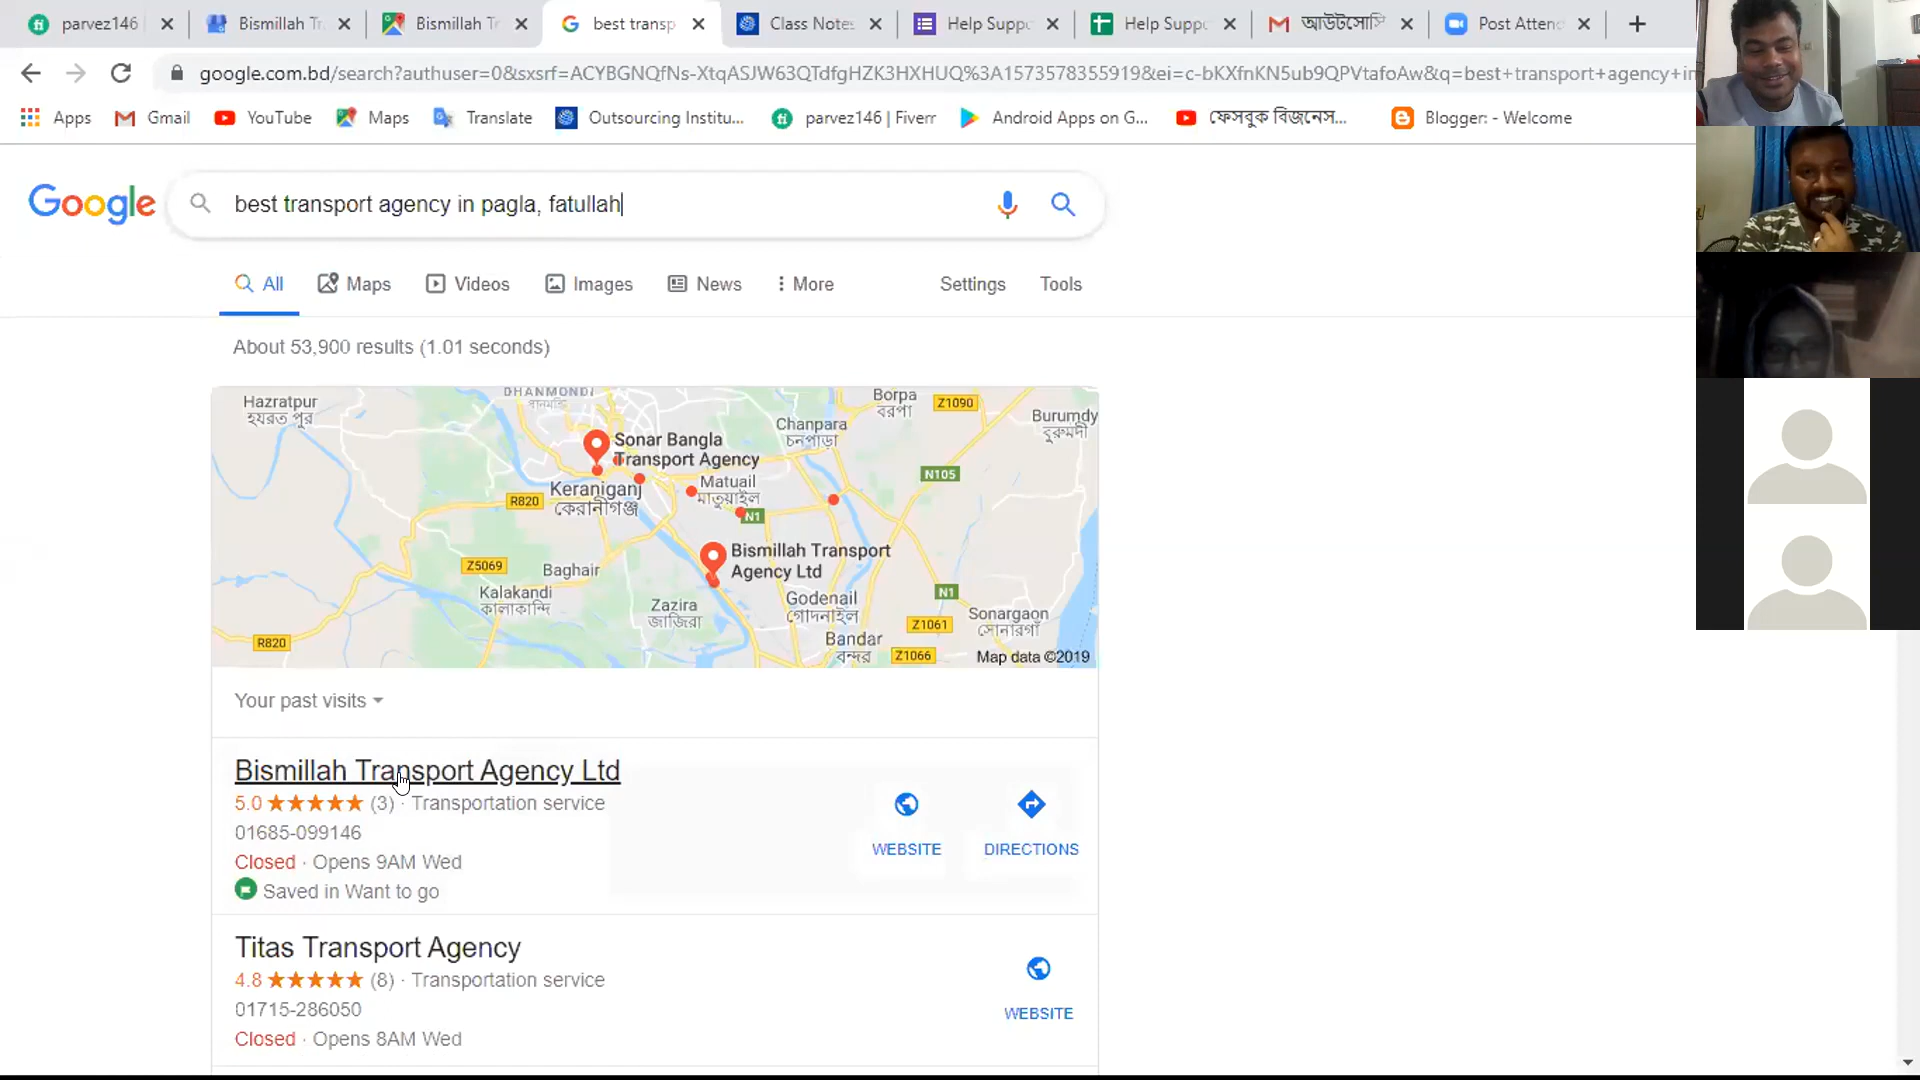 parvez146
Bismillah Tr
Bismillah Tr
best transp
Class Notes
Help Suppo
Help Suppo
আউটসোর্সি
Post Atten
google.com.bd/search?authuser=0&sxsrf=ACYBGNQfNs-XtqASJW63QTdfgHZK3HXHUQ%3A1573578355919&ei=c-bKXfnKN5ub9QPVtafoAw&q=best+transport+agency+in
Apps
Gmail
YouTube
Maps
Translate
Outsourcing Institu...
parvez146 | Fiverr
Android Apps on G...
ফেসবুক বিজনেস...
Blogger: - Welcome
Google
best transport agency in pagla, fatullah
All
Maps
Videos
Images
News
More
Settings
Tools
About 53,900 results (1.01 seconds)
Hazratpur
হযরত পুর
DHANMONDI
ধানমন্ডি
Borpa
বরপা
Z1090
Burumdy
বুরুমদী
Chanpara
চনপাড়া
Sonar Bangla
Transport Agency
N105
Matuail
মাতুয়াইল
Keraniganj
কেরানীগঞ্জ
R820
N1
Bismillah Transport
Agency Ltd
Z5069
Baghair
Kalakandi
কালাকান্দি
Zazira
জাজিরা
Godenail
গোদনাইল
N1
Sonargaon
সোনারগাঁ
Z1061
Bandar
বন্দর
R820
Z1066
Map data ©2019
Your past visits
Bismillah Transport Agency Ltd
5.0 ★★★★★ (3) · Transportation service
01685-099146
Closed · Opens 9AM Wed
Saved in Want to go
WEBSITE
DIRECTIONS
Titas Transport Agency
4.8 ★★★★★ (8) · Transportation service
01715-286050
Closed · Opens 8AM Wed
WEBSITE